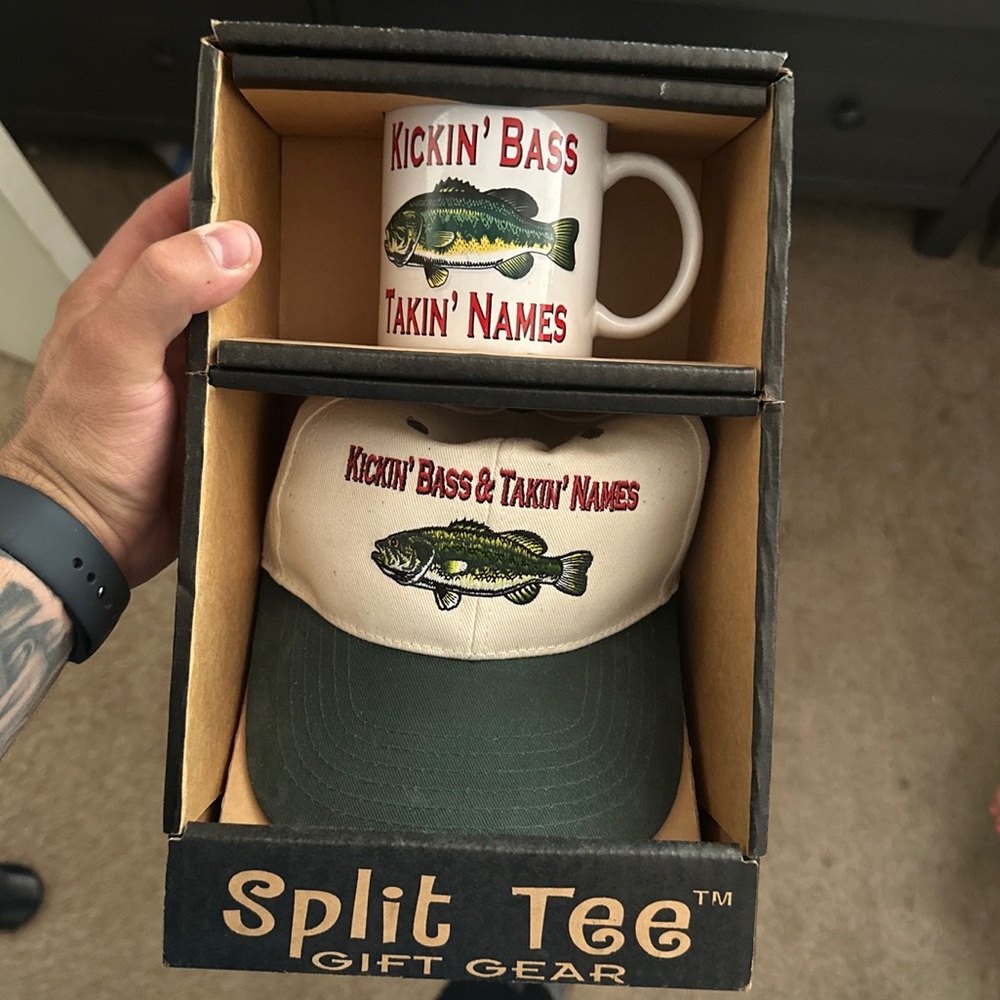 Kickin' Bass
Takin' Names
Kickin' Bass & Takin' Names
Split Tee™
GIFT GEAR